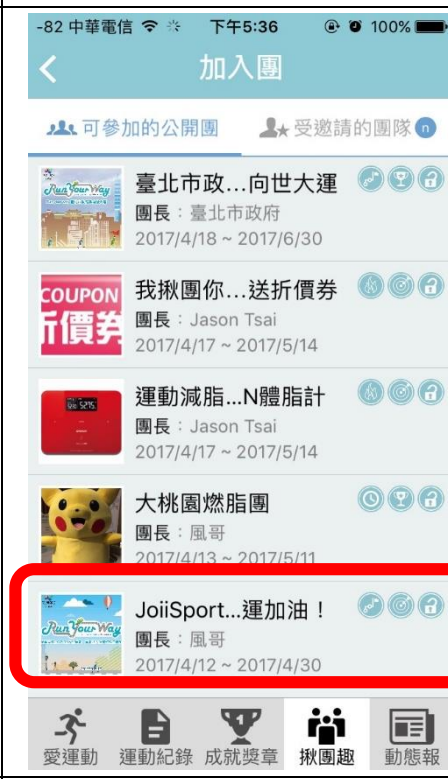 -82 中華電信 下午5:36 100%
加入團
可參加的公開團 受邀請的團隊 n
Run Your Way
臺北市政...向世大運
團長：臺北市政府
2017/4/18 ~ 2017/6/30
COUPON
折價券
我揪團你...送折價券
團長：Jason Tsai
2017/4/17 ~ 2017/5/14
運動減脂...N體脂計
團長：Jason Tsai
2017/4/17 ~ 2017/5/14
大桃園燃脂團
團長：風哥
2017/4/13 ~ 2017/5/11
Run Your Way
JoiiSport...運加油！
團長：風哥
2017/4/12 ~ 2017/4/30
愛運動 運動紀錄 成就獎章 揪團趣 動態報